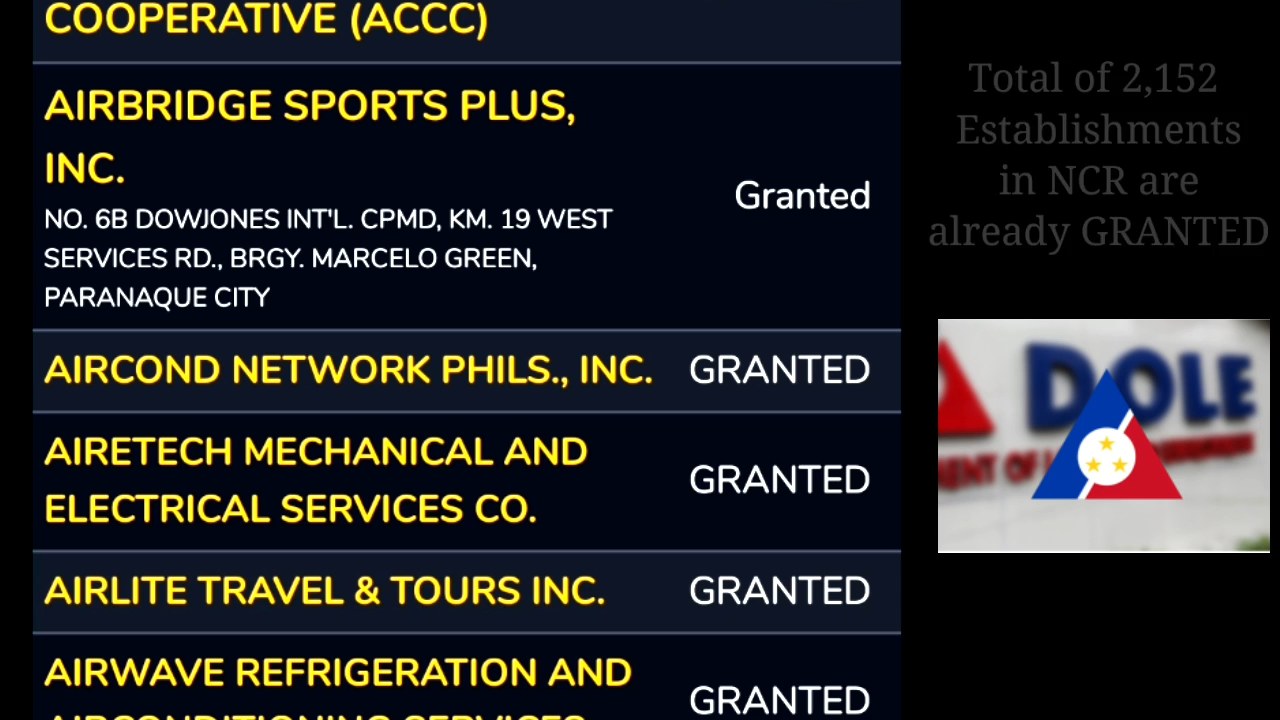 COOPERATIVE (ACCC)
AIRBRIDGE SPORTS PLUS,
INC.
NO. 6B DOWJONES INT'L. CPMD, KM. 19 WEST
SERVICES RD., BRGY. MARCELO GREEN,
PARANAQUE CITY
Granted
AIRCOND NETWORK PHILS., INC. GRANTED
AIRETECH MECHANICAL AND
ELECTRICAL SERVICES CO.
GRANTED
AIRLITE TRAVEL & TOURS INC. GRANTED
AIRWAVE REFRIGERATION AND
AIRCONDITIONING SERVICES
GRANTED
Total of 2,152
Establishments
in NCR are
already GRANTED
DOLE